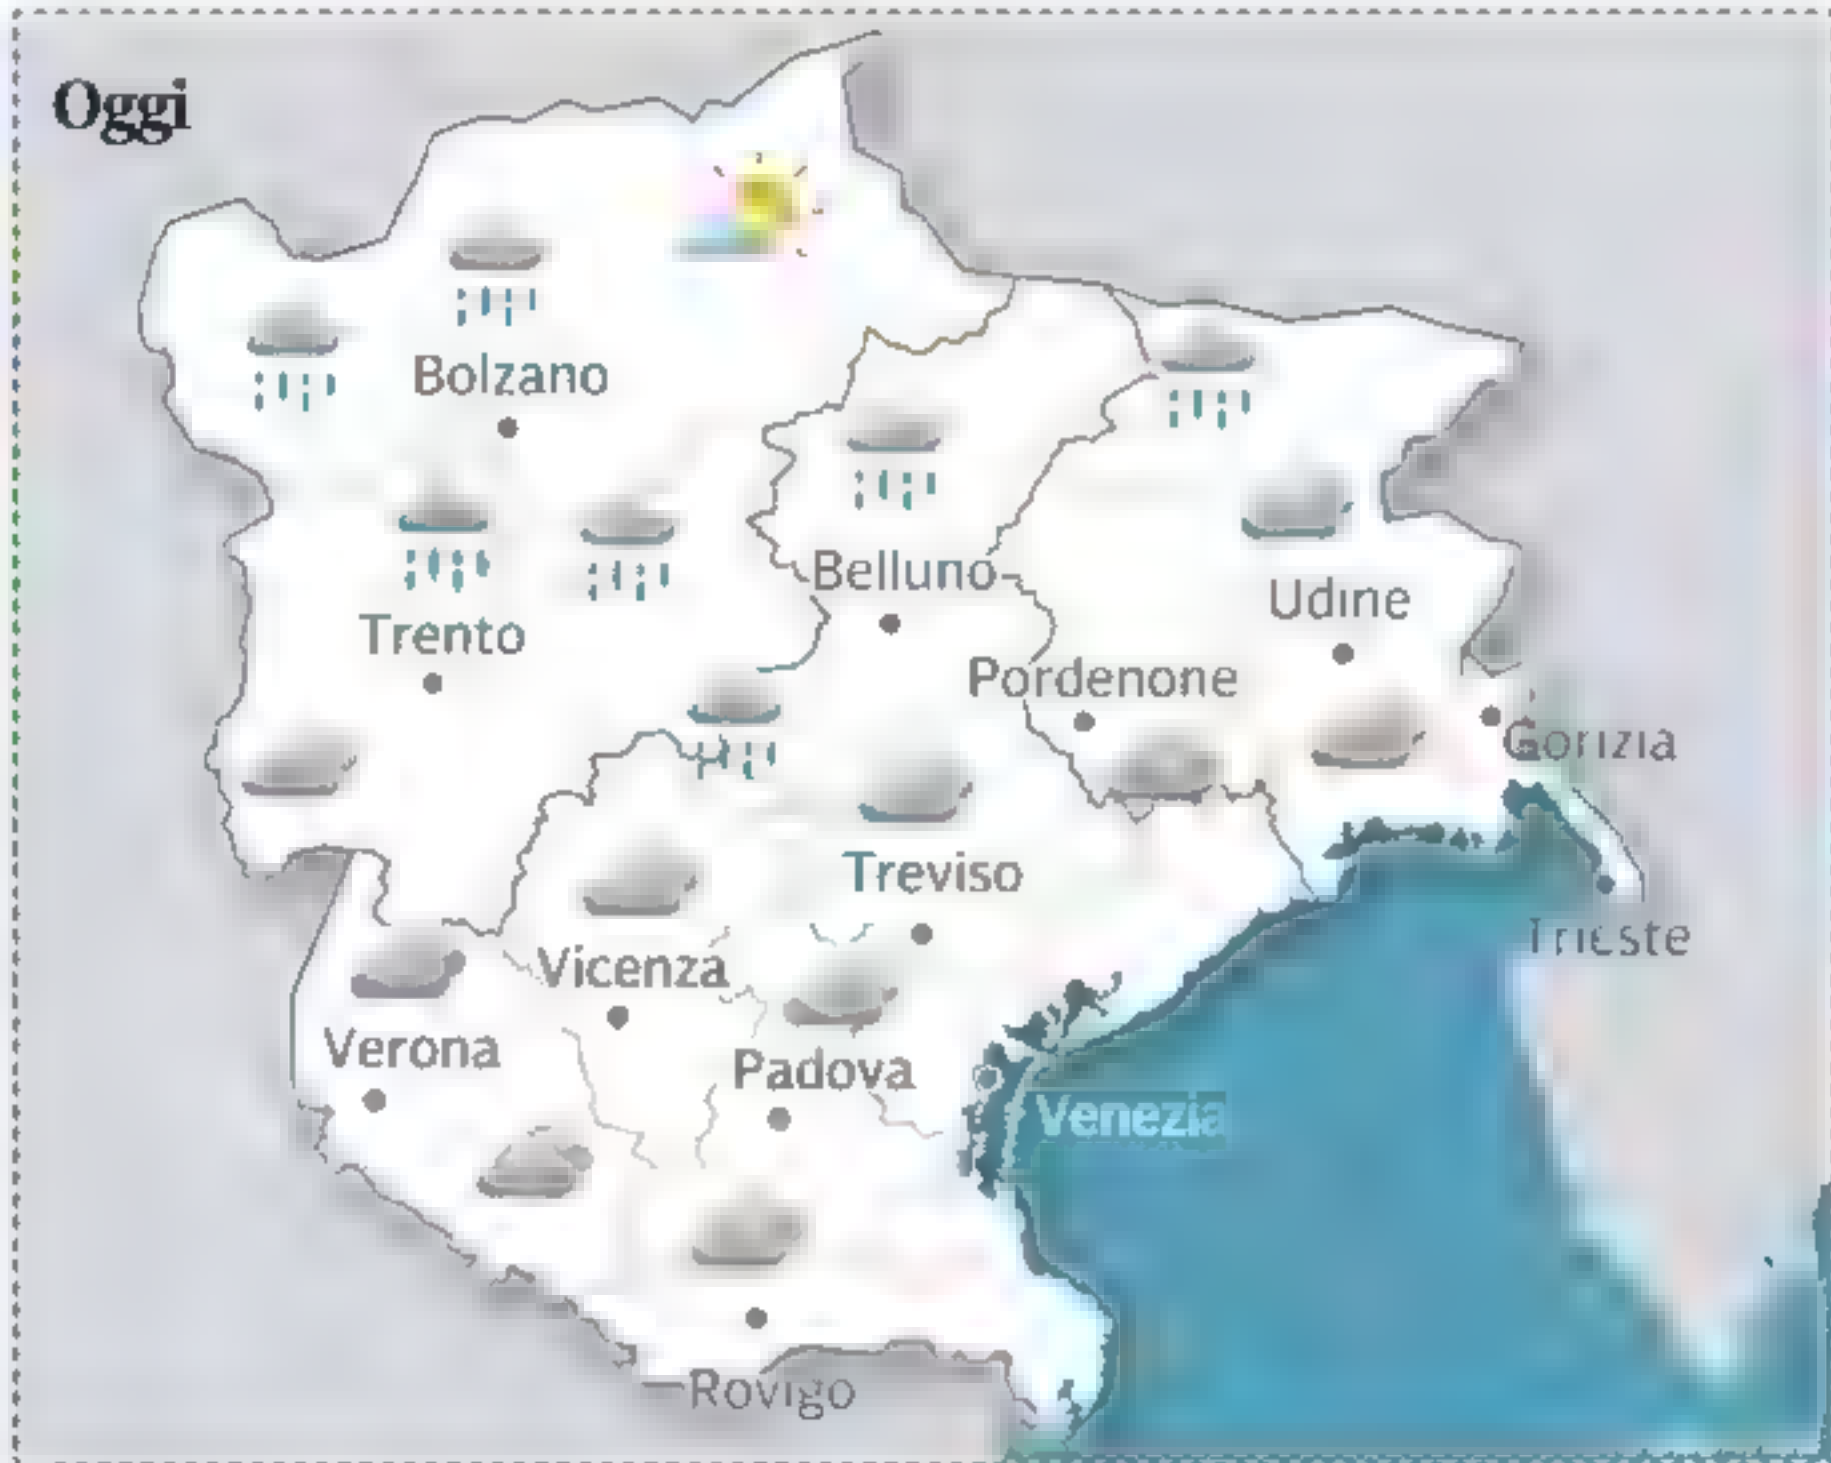 Oggi
Bolzano
Belluno
Trento
Udine
Pordenone
Gorizia
Treviso
Trieste
Vicenza
Verona
Padova
Venezia
Rovigo